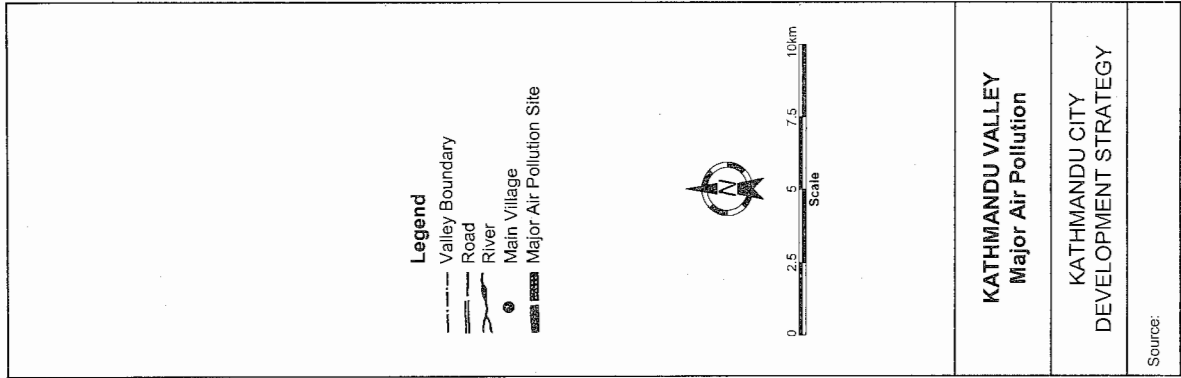 Legend
Valley Boundary
Road
River
Main Village
Major Air Pollution Site
N
0 2.5 5 7.5 10km
Scale
KATHMANDU VALLEY
Major Air Pollution
KATHMANDU CITY
DEVELOPMENT STRATEGY
Source: